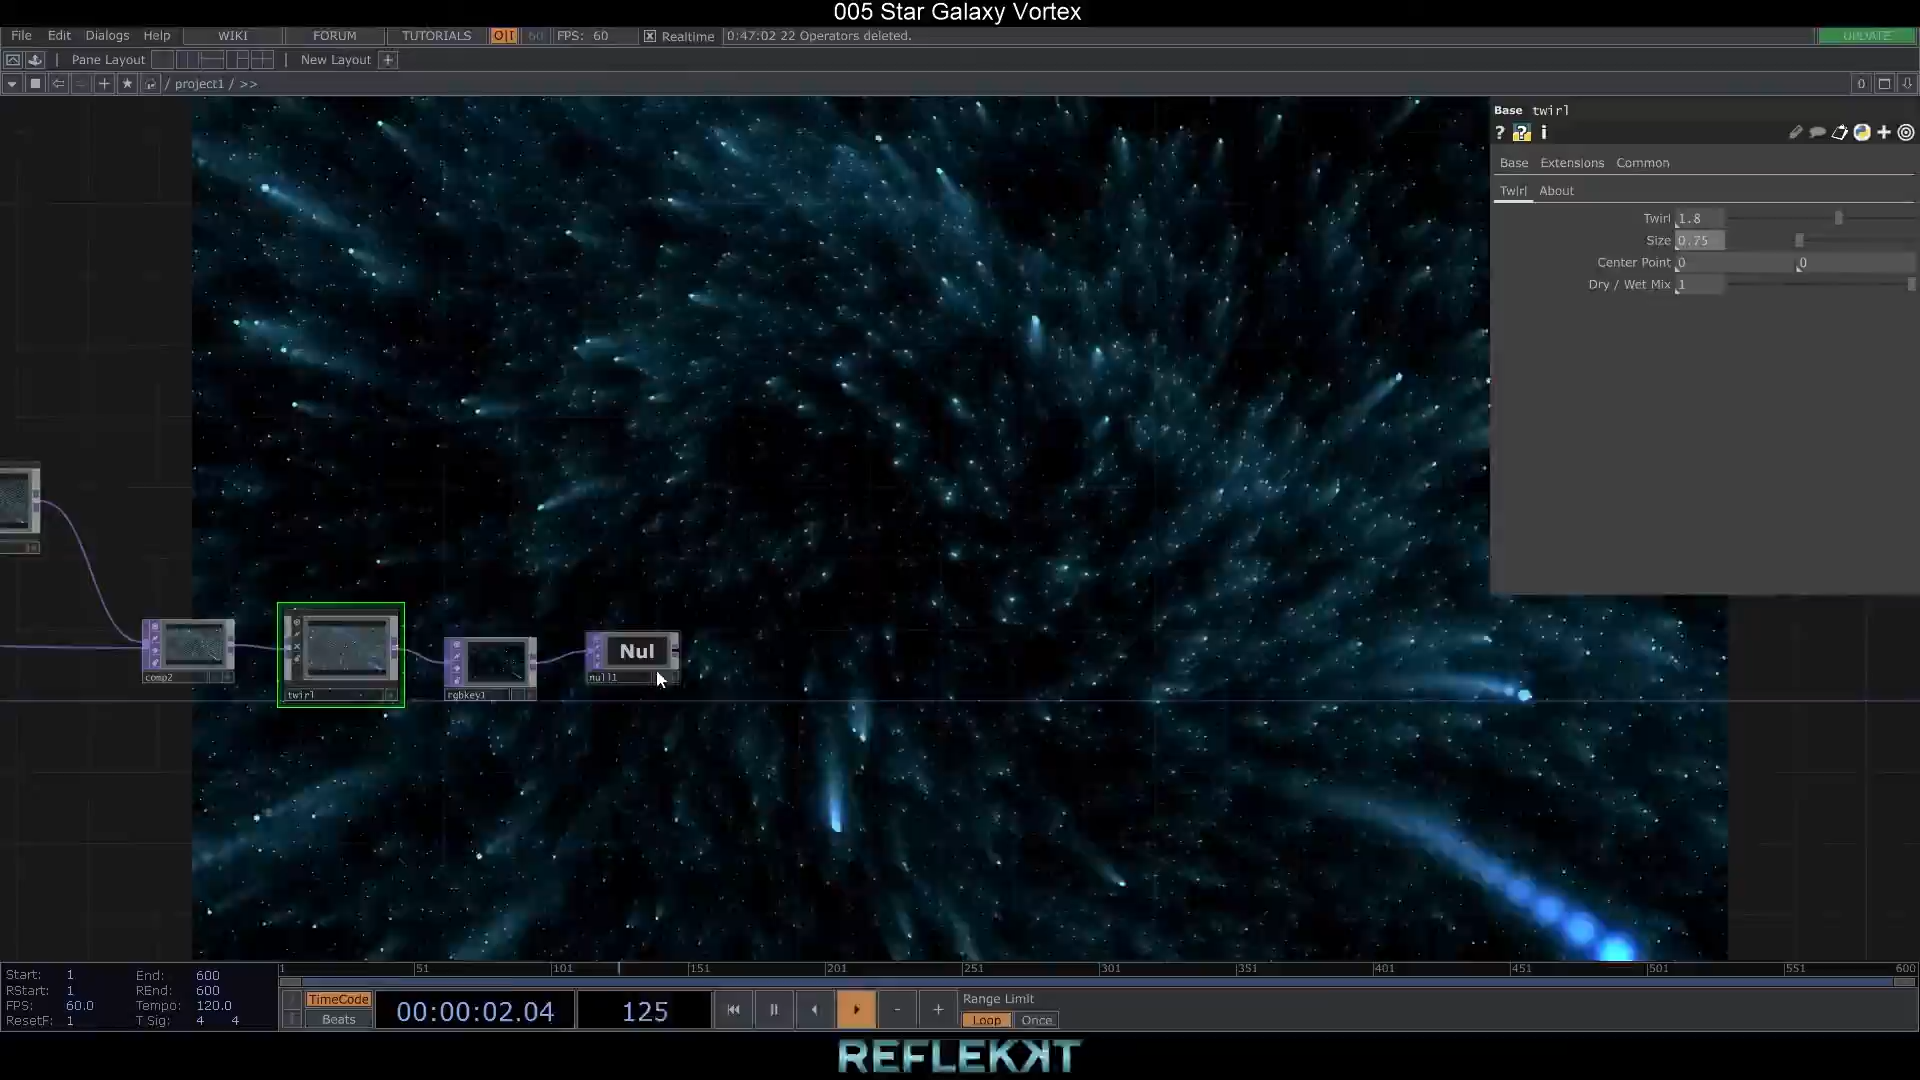 005 Star Galaxy Vortex
File Edit Dialogs Help WIKI FORUM TUTORIALS O|I 60 FPS: 60 Realtime 0:47:02 22 Operators deleted. UPDATE
Pane Layout New Layout +
/ project1 / >> 0
Base twirl
? ? i
Base Extensions Common
Twirl About
Twirl 1.8
Size 0.75
Center Point 0 0
Dry / Wet Mix 1
Nul
comp2 twirl rgbkey1 null1
1 51 101 151 201 251 301 351 401 451 501 551 600
Start: 1 End: 600
RStart: 1 REnd: 600
FPS: 60.0 Tempo: 120.0
ResetF: 1 T Sig: 4 4
TimeCode
Beats
00:00:02.04 125
- +
Range Limit
Loop Once
REFLEKKT